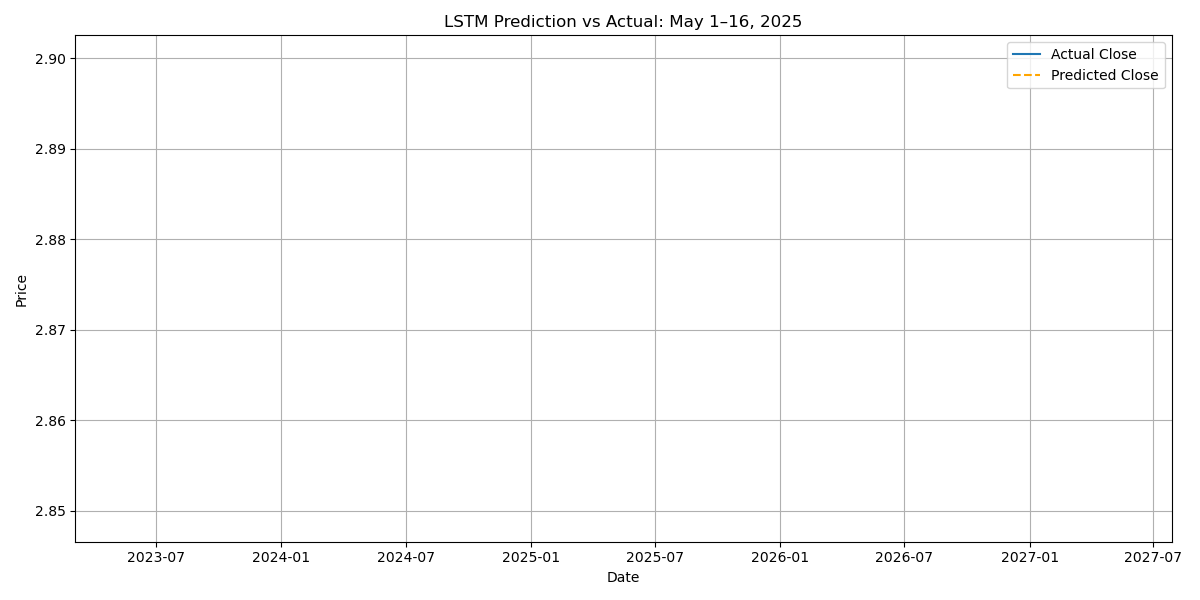 LSTM Prediction vs Actual: May 1–16, 2025
Actual Close
Predicted Close
2.90
2.89
2.88
2.87
2.86
2.85
Price
2023-07 2024-01 2024-07 2025-01 2025-07 2026-01 2026-07 2027-01 2027-07
Date